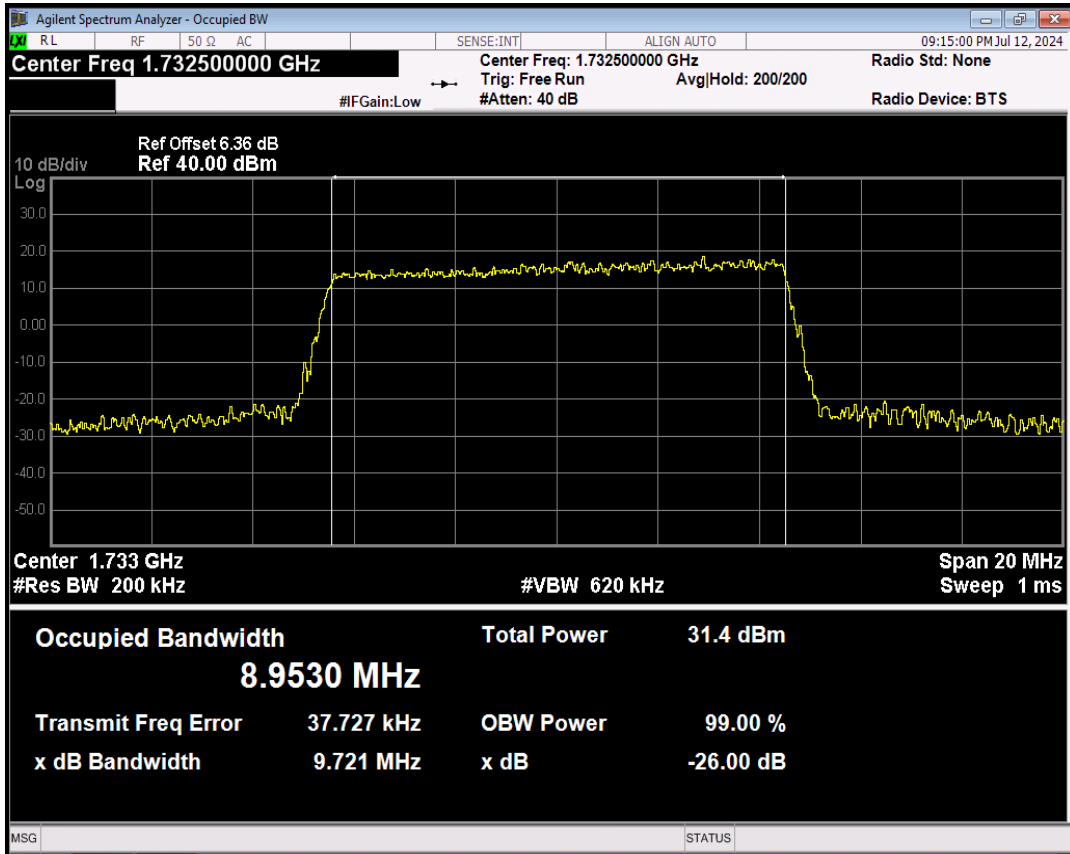 Agilent Spectrum Analyzer - Occupied BW
LXI RL RF 50 Ω AC SENSE:INT ALIGN AUTO 09:15:00 PM Jul 12, 2024
Center Freq 1.732500000 GHz Center Freq: 1.732500000 GHz Radio Std: None
Trig: Free Run Avg|Hold: 200/200
#IFGain:Low #Atten: 40 dB Radio Device: BTS
Ref Offset 6.36 dB
10 dB/div Ref 40.00 dBm
Log
30.0
20.0
10.0
0.00
-10.0
-20.0
-30.0
-40.0
-50.0
Center 1.733 GHz Span 20 MHz
#Res BW 200 kHz #VBW 620 kHz Sweep 1 ms
Occupied Bandwidth Total Power 31.4 dBm
8.9530 MHz
Transmit Freq Error 37.727 kHz OBW Power 99.00 %
x dB Bandwidth 9.721 MHz x dB -26.00 dB
MSG STATUS